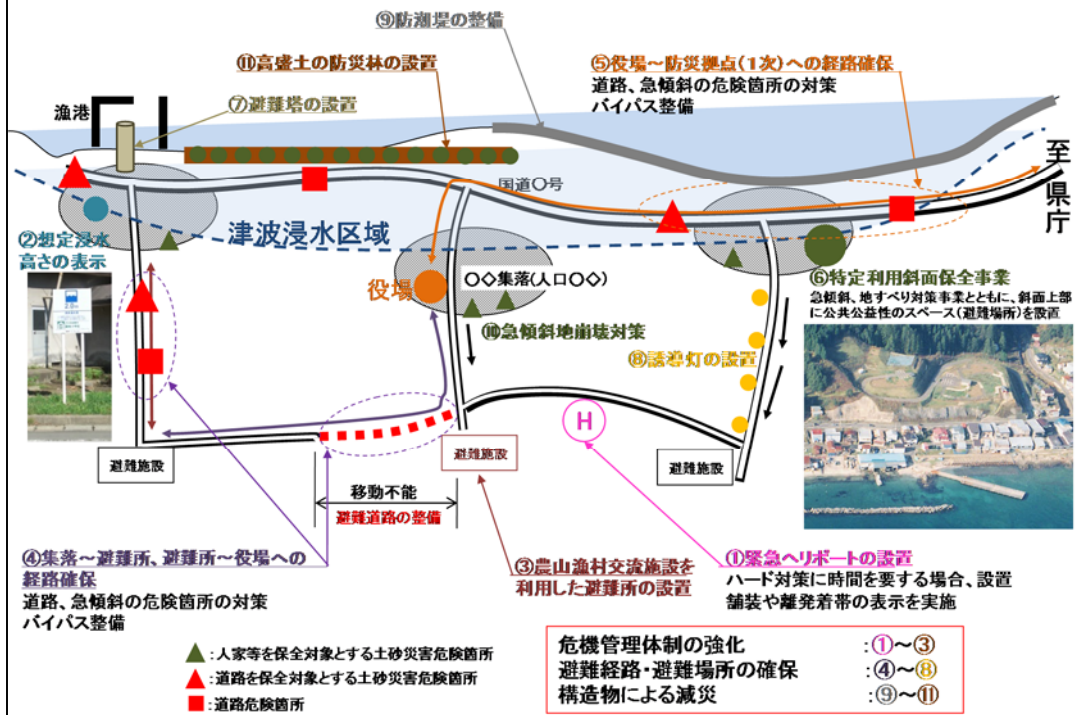 ⑨防潮堤の整備
⑪高盛土の防災林の設置
⑤役場~防災拠点(1次)への経路確保
道路、急傾斜の危険箇所の対策
バイパス整備
漁港
⑦避難塔の設置
国道〇号
至県庁
②想定浸水
高さの表示
津波浸水区域
役場
〇◇集落(人口〇◇)
⑩急傾斜地崩壊対策
⑧誘導灯の設置
⑥特定利用斜面保全事業
急傾斜、地すべり対策事業とともに、斜面上部
に公共公益性のスペース(避難場所)を設置
H
避難施設
避難施設
避難施設
移動不能
避難道路の整備
④集落~避難所、避難所~役場への
経路確保
道路、急傾斜の危険箇所の対策
バイパス整備
③農山漁村交流施設を
利用した避難所の設置
①緊急ヘリポートの設置
ハード対策に時間を要する場合、設置
舗装や離発着帯の表示を実施
▲:人家等を保全対象とする土砂災害危険箇所
▲:道路を保全対象とする土砂災害危険箇所
■:道路危険箇所
危機管理体制の強化 :①~③
避難経路・避難場所の確保 :④~⑧
構造物による減災 :⑨~⑪